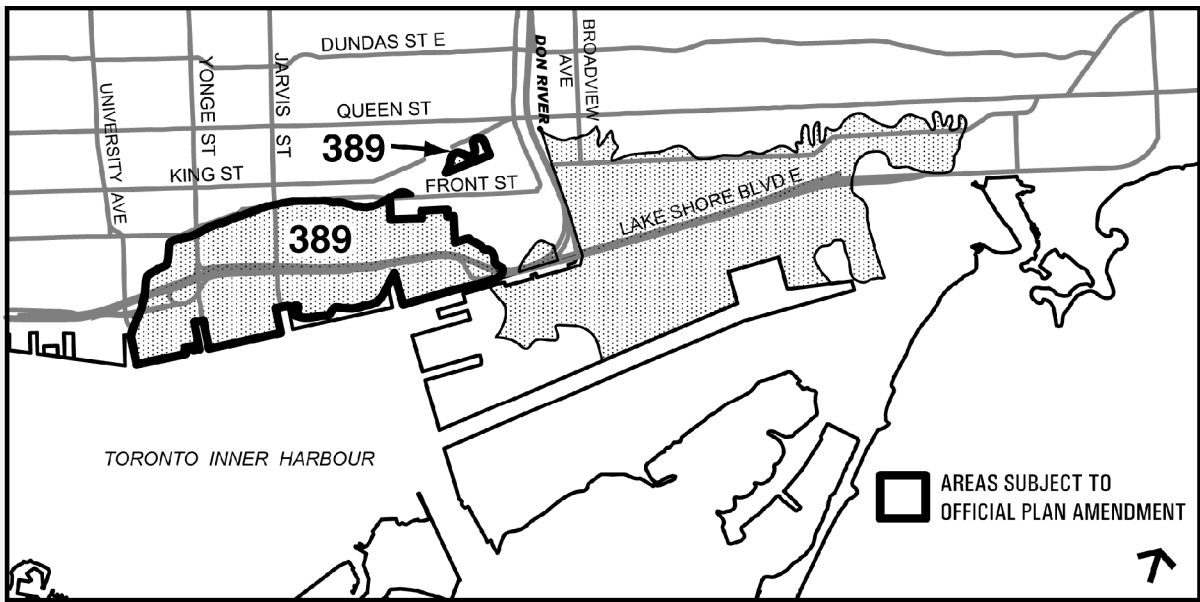 DUNDAS ST E
UNIVERSITY AVE
YONGE ST
JARVIS ST
DON RIVER
BROADVIEW
AVE
QUEEN ST
389
KING ST
FRONT ST
LAKE SHORE BLVD E
389
TORONTO INNER HARBOUR
AREAS SUBJECT TO
OFFICIAL PLAN AMENDMENT